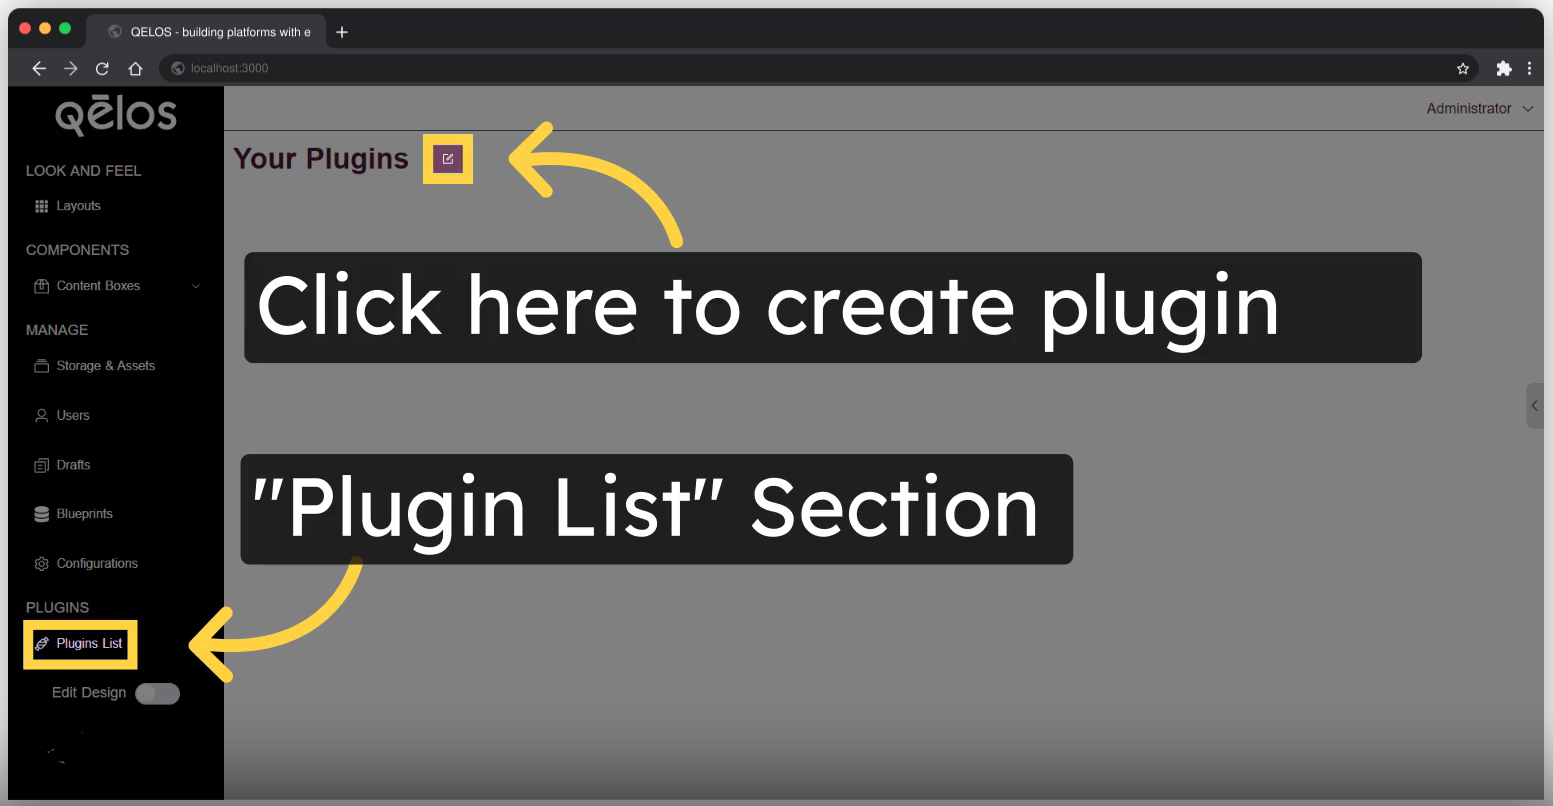 QELOS - building platforms with e
localhost:3000
Qēlos
Administrator
LOOK AND FEEL
Layouts
COMPONENTS
Content Boxes
MANAGE
Storage & Assets
Users
Drafts
Blueprints
Configurations
PLUGINS
Plugins List
Edit Design
Your Plugins
Click here to create plugin
"Plugin List" Section